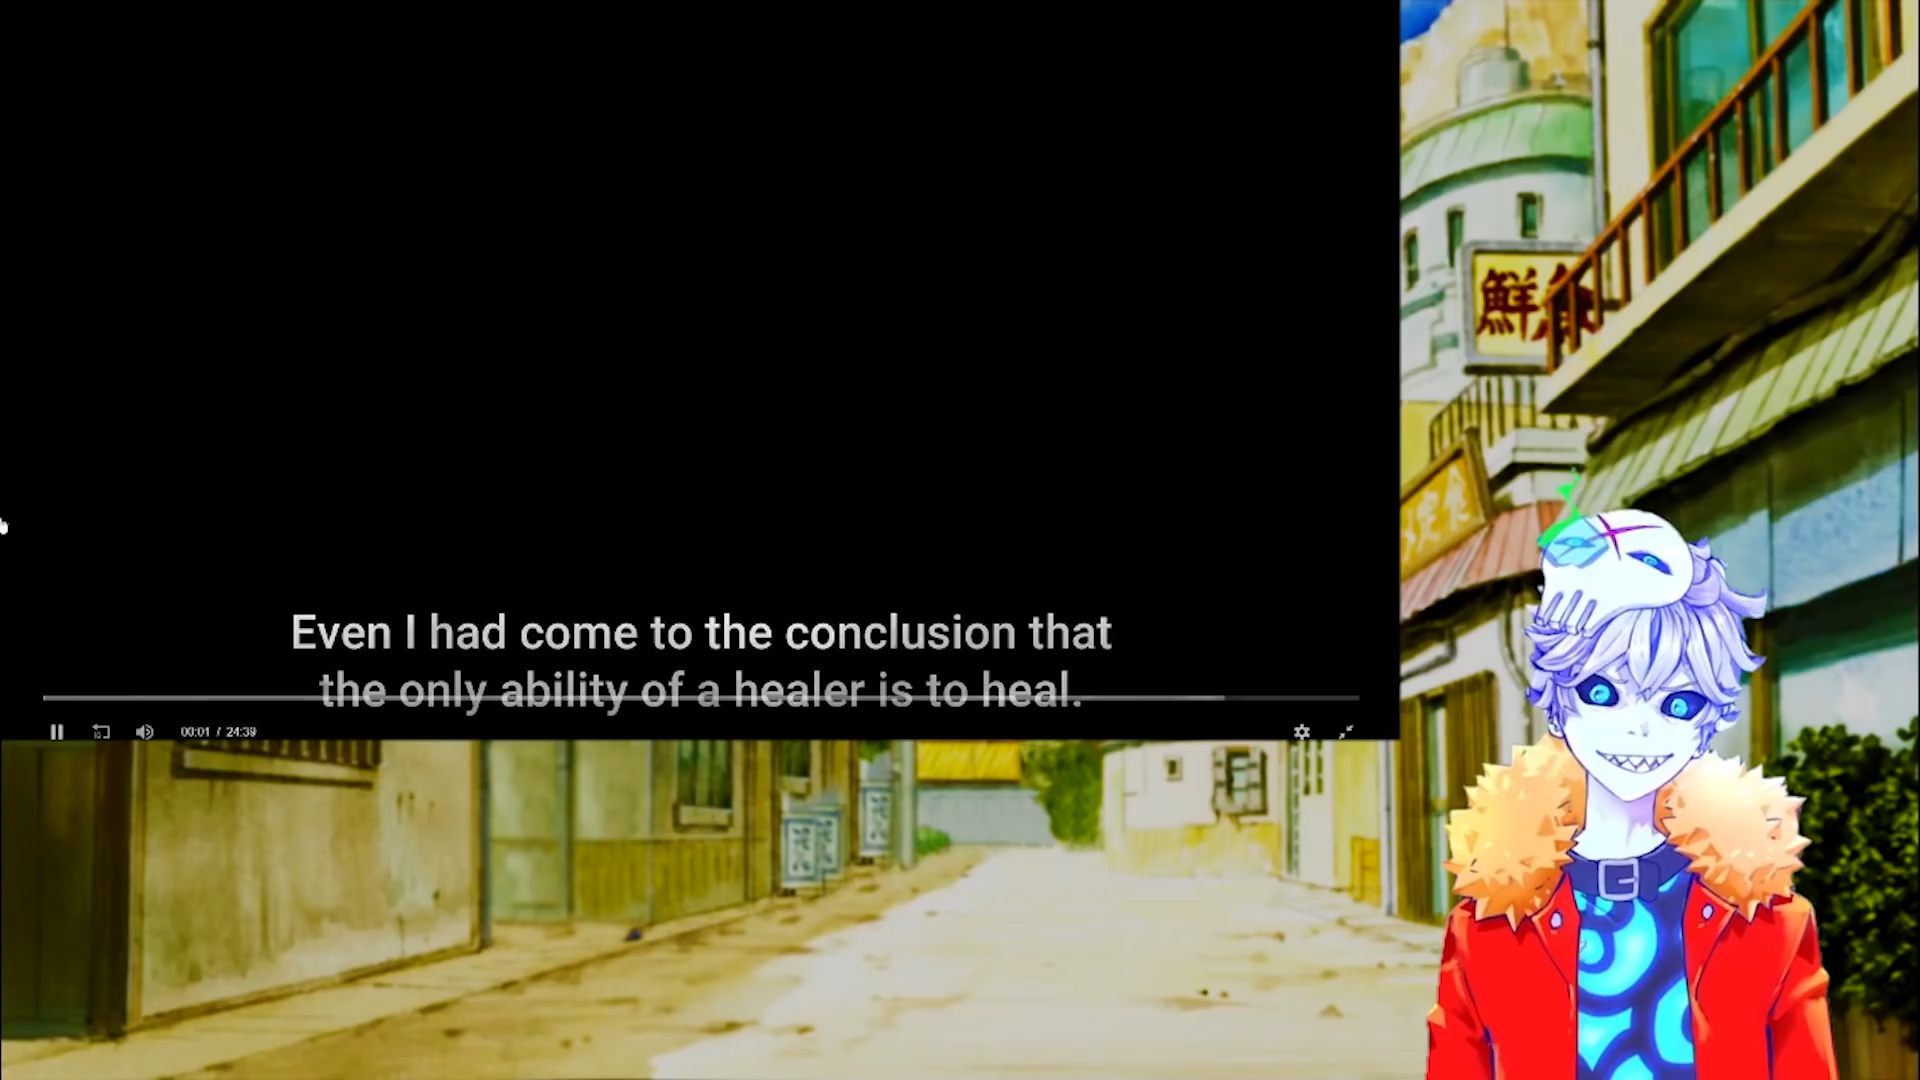 鮮魚
Even I had come to the conclusion that
the only ability of a healer is to heal.
00:01 / 24:39